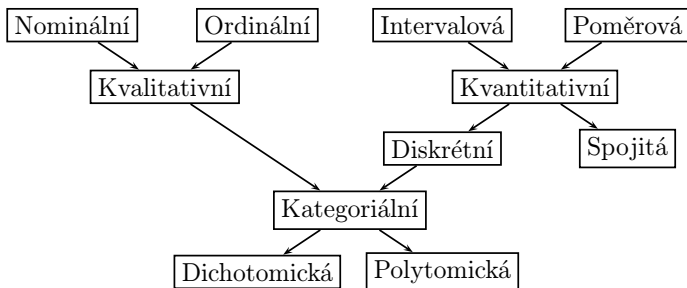 Nominální
Ordinální
Intervalová
Poměrová
Kvalitativní
Kvantitativní
Diskrétní
Spojitá
Kategoriální
Dichotomická
Polytomická